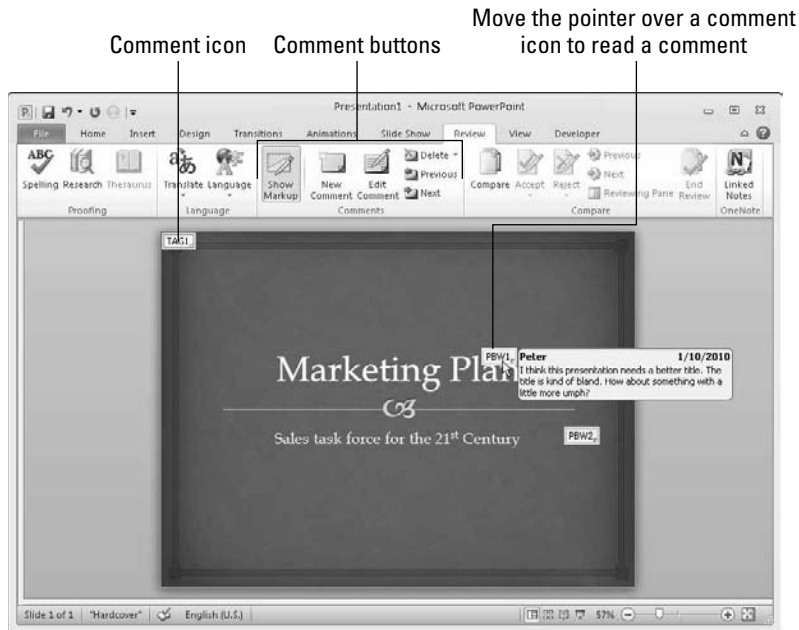 Move the pointer over a comment
Comment icon Comment buttons icon to read a comment
Presentation1 - Microsoft PowerPoint
File Home Insert Design Transitions Animations Slide Show Review View Developer
ABC
Spelling Research Thesaurus
Proofing
Translate Language
Language
Show Markup
New Comment
Edit Comment
Delete
Previous
Next
Comments
Compare Accept Reject
Previous
Next
Reviewing Pane
End Review
Compare
Linked Notes
OneNote
TAG1
PBW1 Peter 1/10/2010
I think this presentation needs a better title. The
title is kind of bland. How about something with a
little more umph?
Marketing Plan
Sales task force for the 21st Century
PBW2
Slide 1 of 1 "Hardcover" English (U.S.) 57%